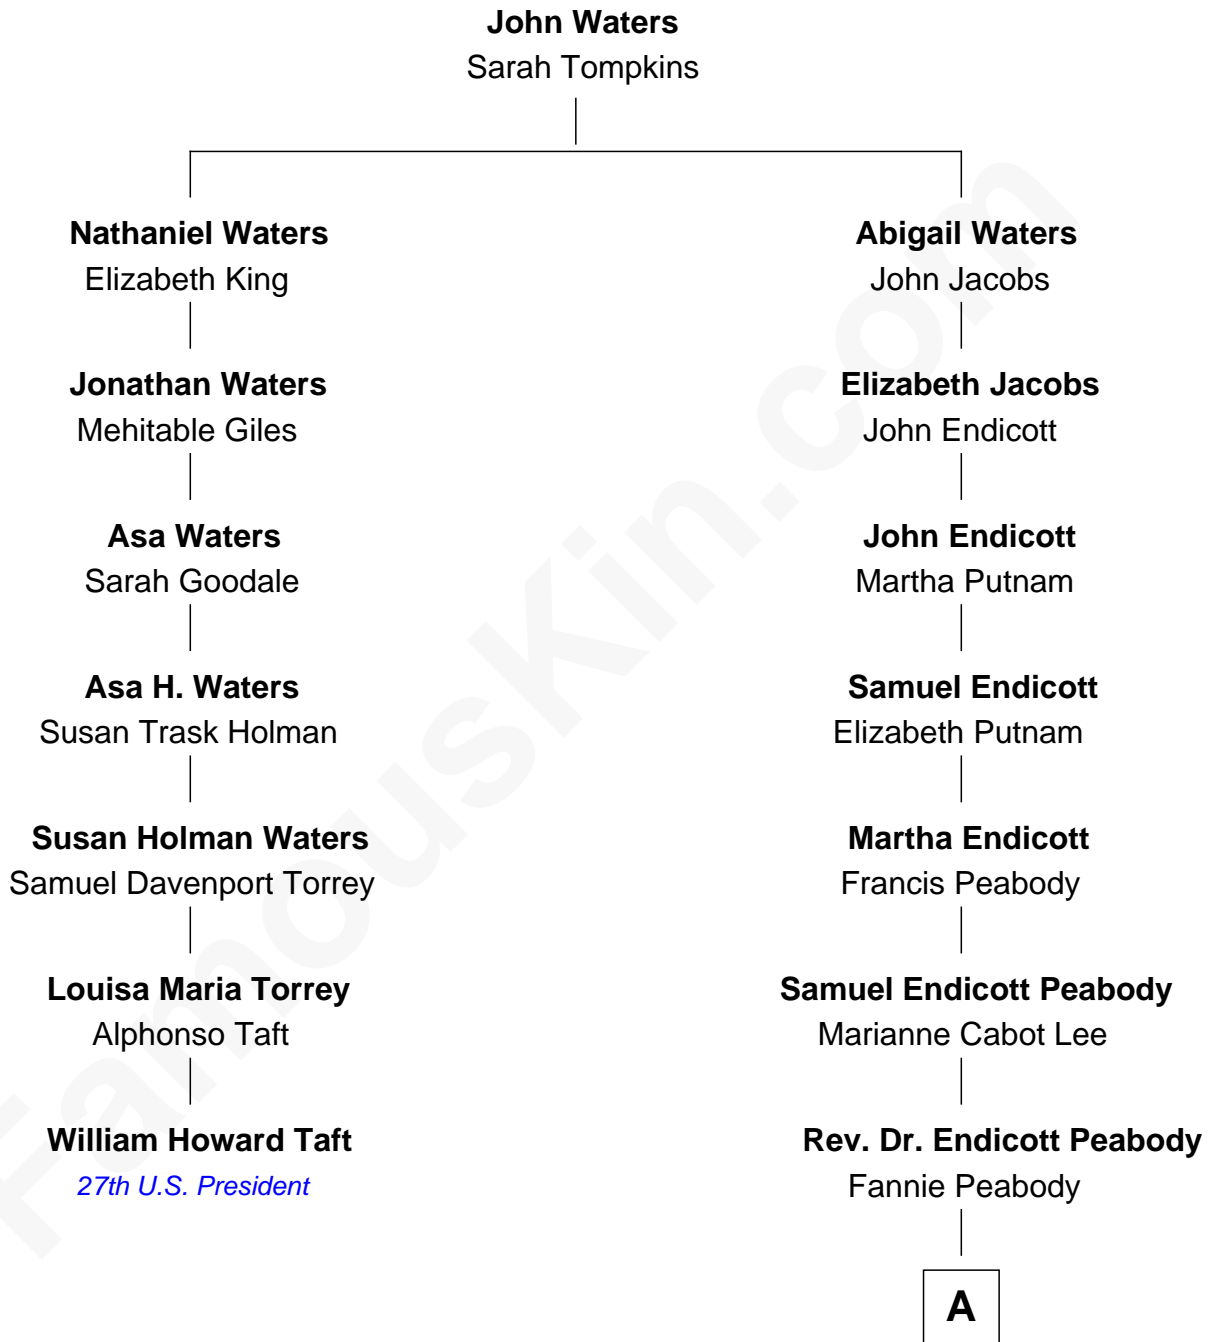 John Waters
Sarah Tompkins
Nathaniel Waters
Elizabeth King
Jonathan Waters
Mehitable Giles
Asa Waters
Sarah Goodale
Asa H. Waters
Susan Trask Holman
Susan Holman Waters
Samuel Davenport Torrey
Louisa Maria Torrey
Alphonso Taft
William Howard Taft
27th U.S. President
Abigail Waters
John Jacobs
Elizabeth Jacobs
John Endicott
John Endicott
Martha Putnam
Samuel Endicott
Elizabeth Putnam
Martha Endicott
Francis Peabody
Samuel Endicott Peabody
Marianne Cabot Lee
Rev. Dr. Endicott Peabody
Fannie Peabody
A
FamousKin.com